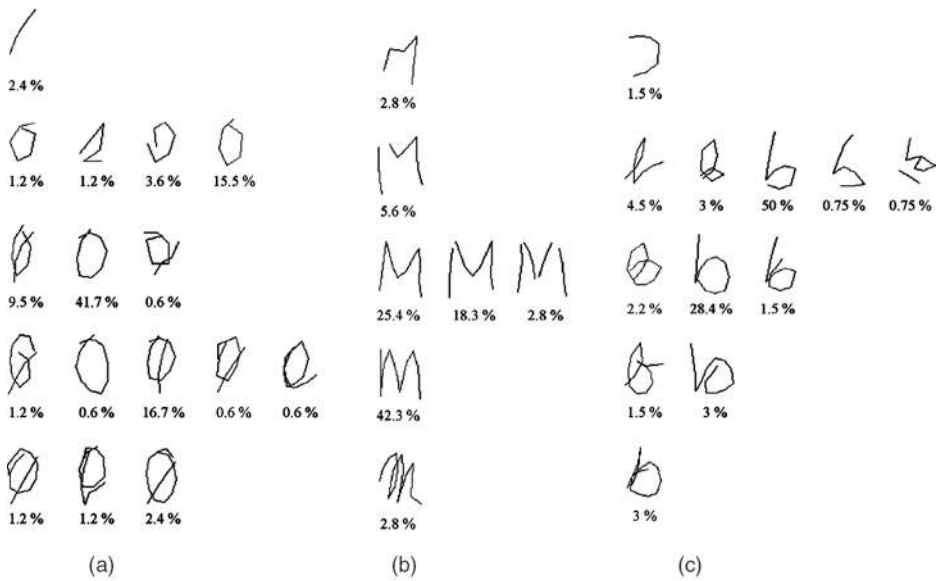 2.4 %
1.2 % 1.2 % 3.6 % 15.5 %
9.5 % 41.7 % 0.6 %
1.2 % 0.6 % 16.7 % 0.6 % 0.6 %
1.2 % 1.2 % 2.4 %
(a)
2.8 %
5.6 %
25.4 % 18.3 % 2.8 %
42.3 %
2.8 %
(b)
1.5 %
4.5 % 3 % 50 % 0.75 % 0.75 %
2.2 % 28.4 % 1.5 %
1.5 % 3 %
3 %
(c)